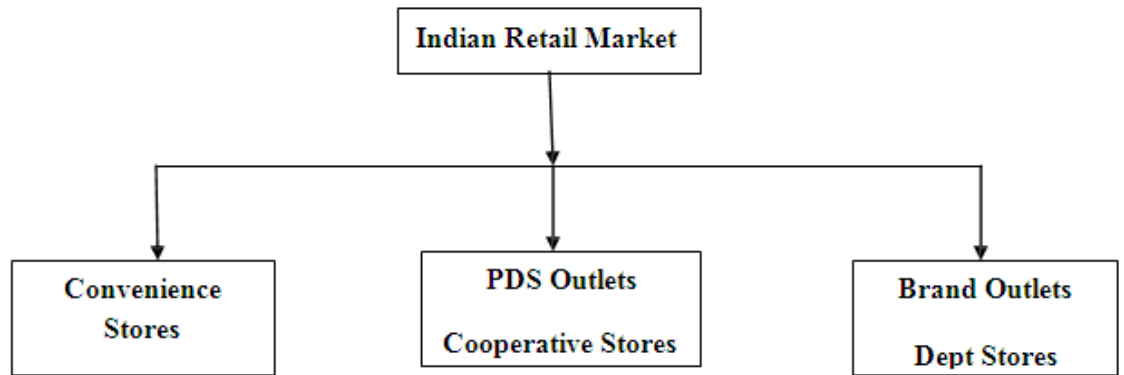 Indian Retail Market
Convenience
Stores
PDS Outlets
Cooperative Stores
Brand Outlets
Dept Stores